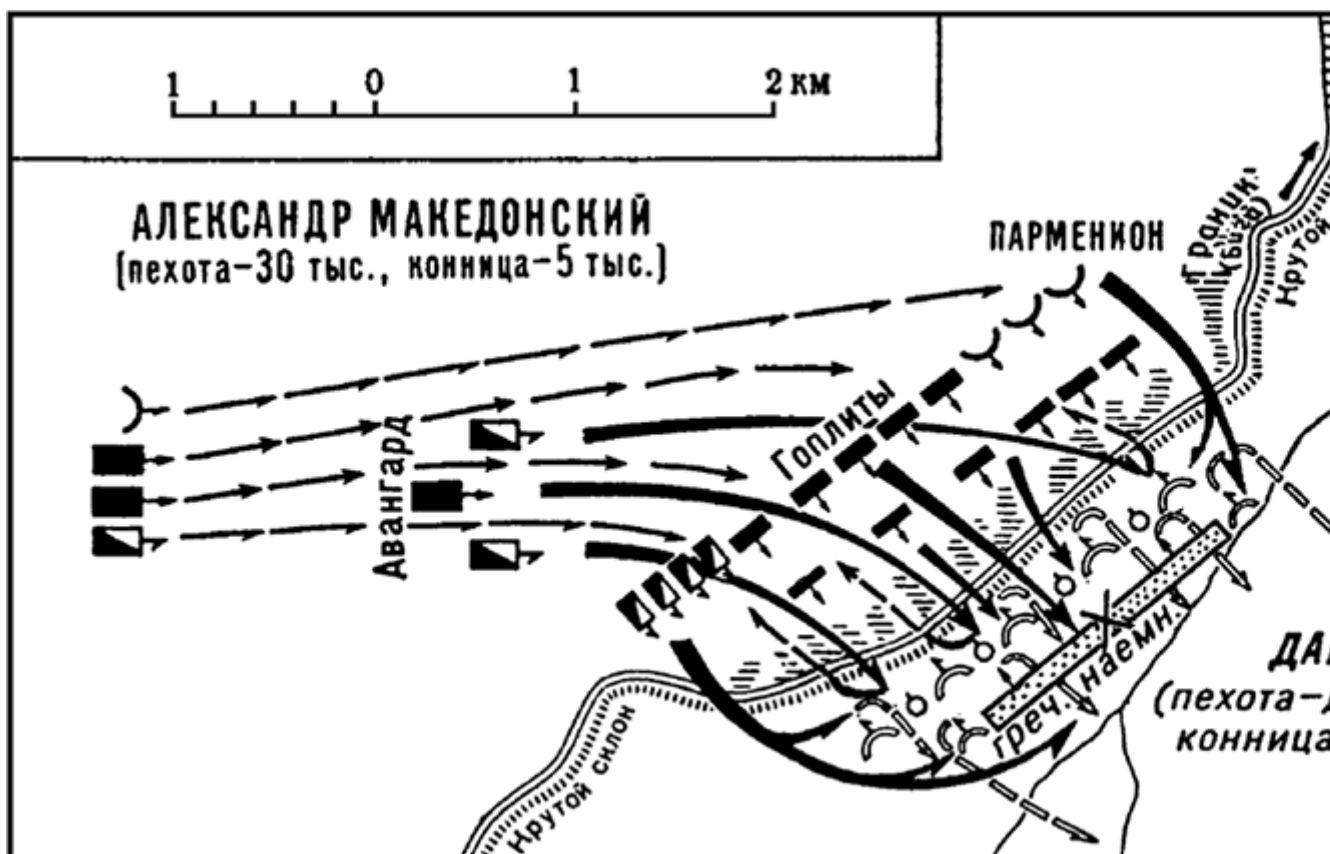 1 0 1 2 км
АЛЕКСАНДР МАКЕДОНСКИЙ
(пехота–30 тыс., конница–5 тыс.)
ПАРМЕНИОН
Граник
(Бига)
Крутой
Гоплиты
Авангард
греч. наемн.
ДА
(пехота–
конница
Крутой склон